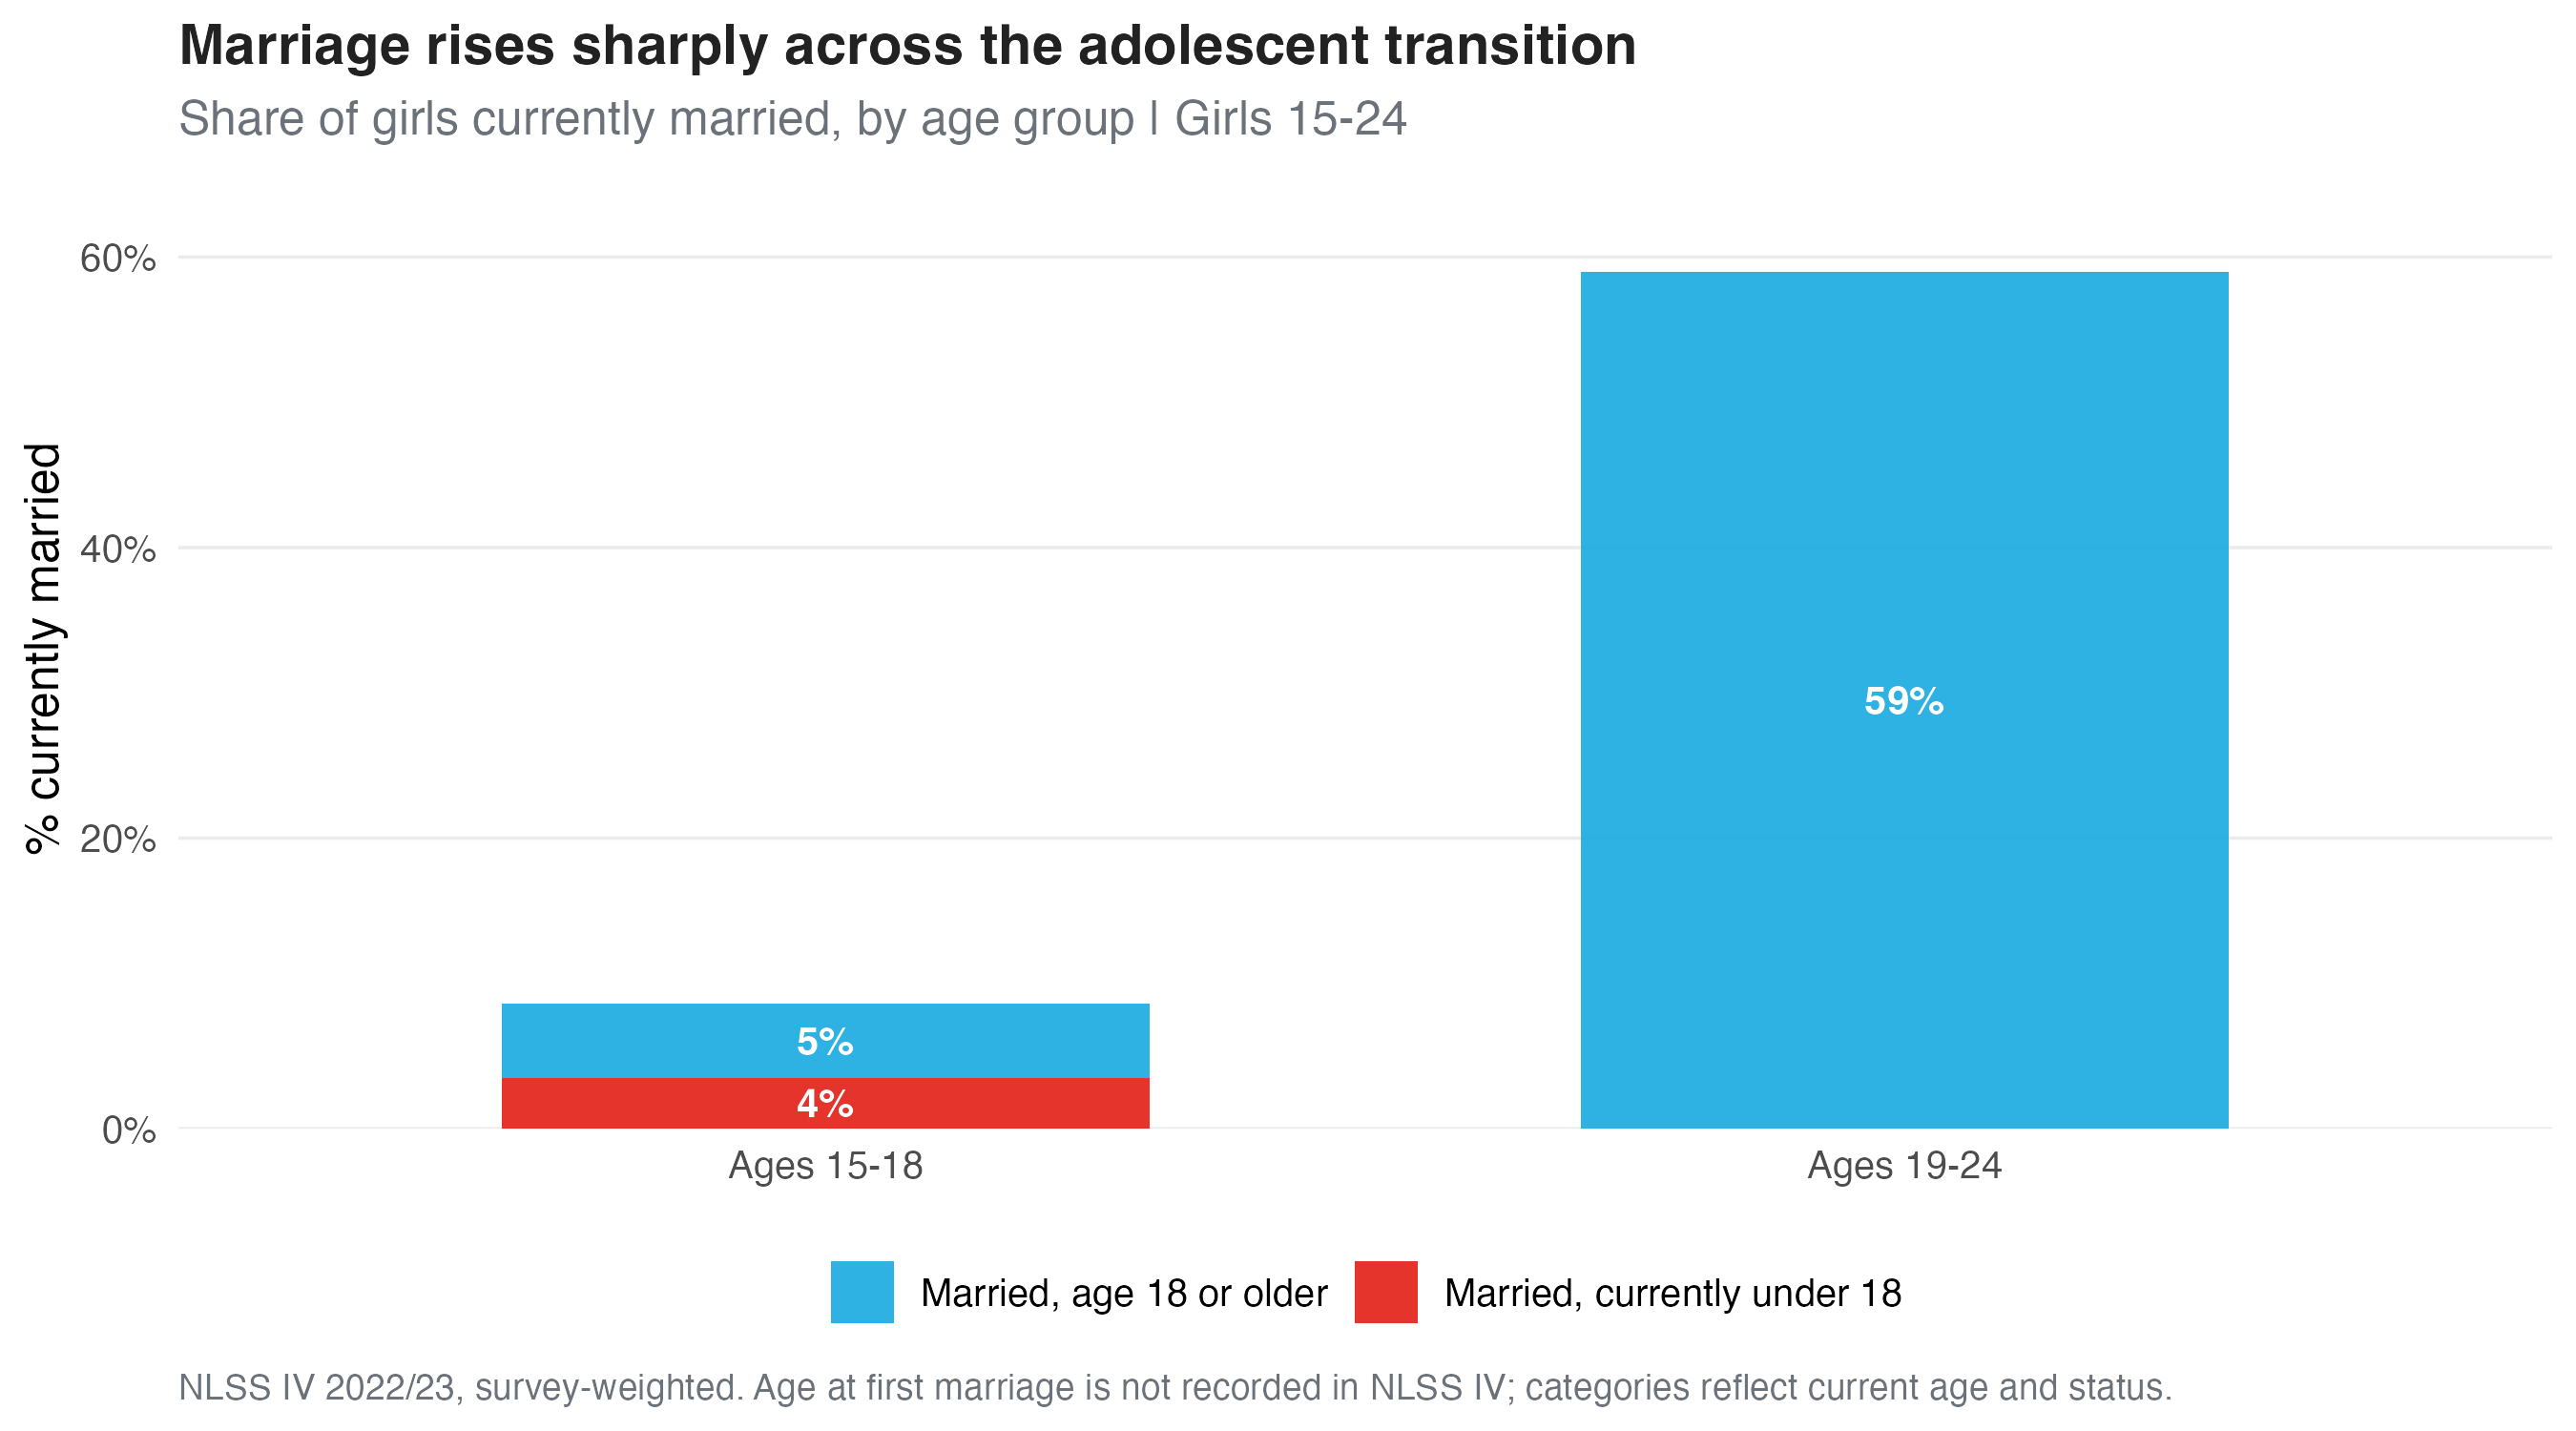 Marriage rises sharply across the adolescent transition
Share of girls currently married, by age group | Girls 15-24
% currently married
60%
40%
20%
0%
59%
5%
4%
Ages 15-18
Ages 19-24
Married, age 18 or older
Married, currently under 18
NLSS IV 2022/23, survey-weighted. Age at first marriage is not recorded in NLSS IV; categories reflect current age and status.